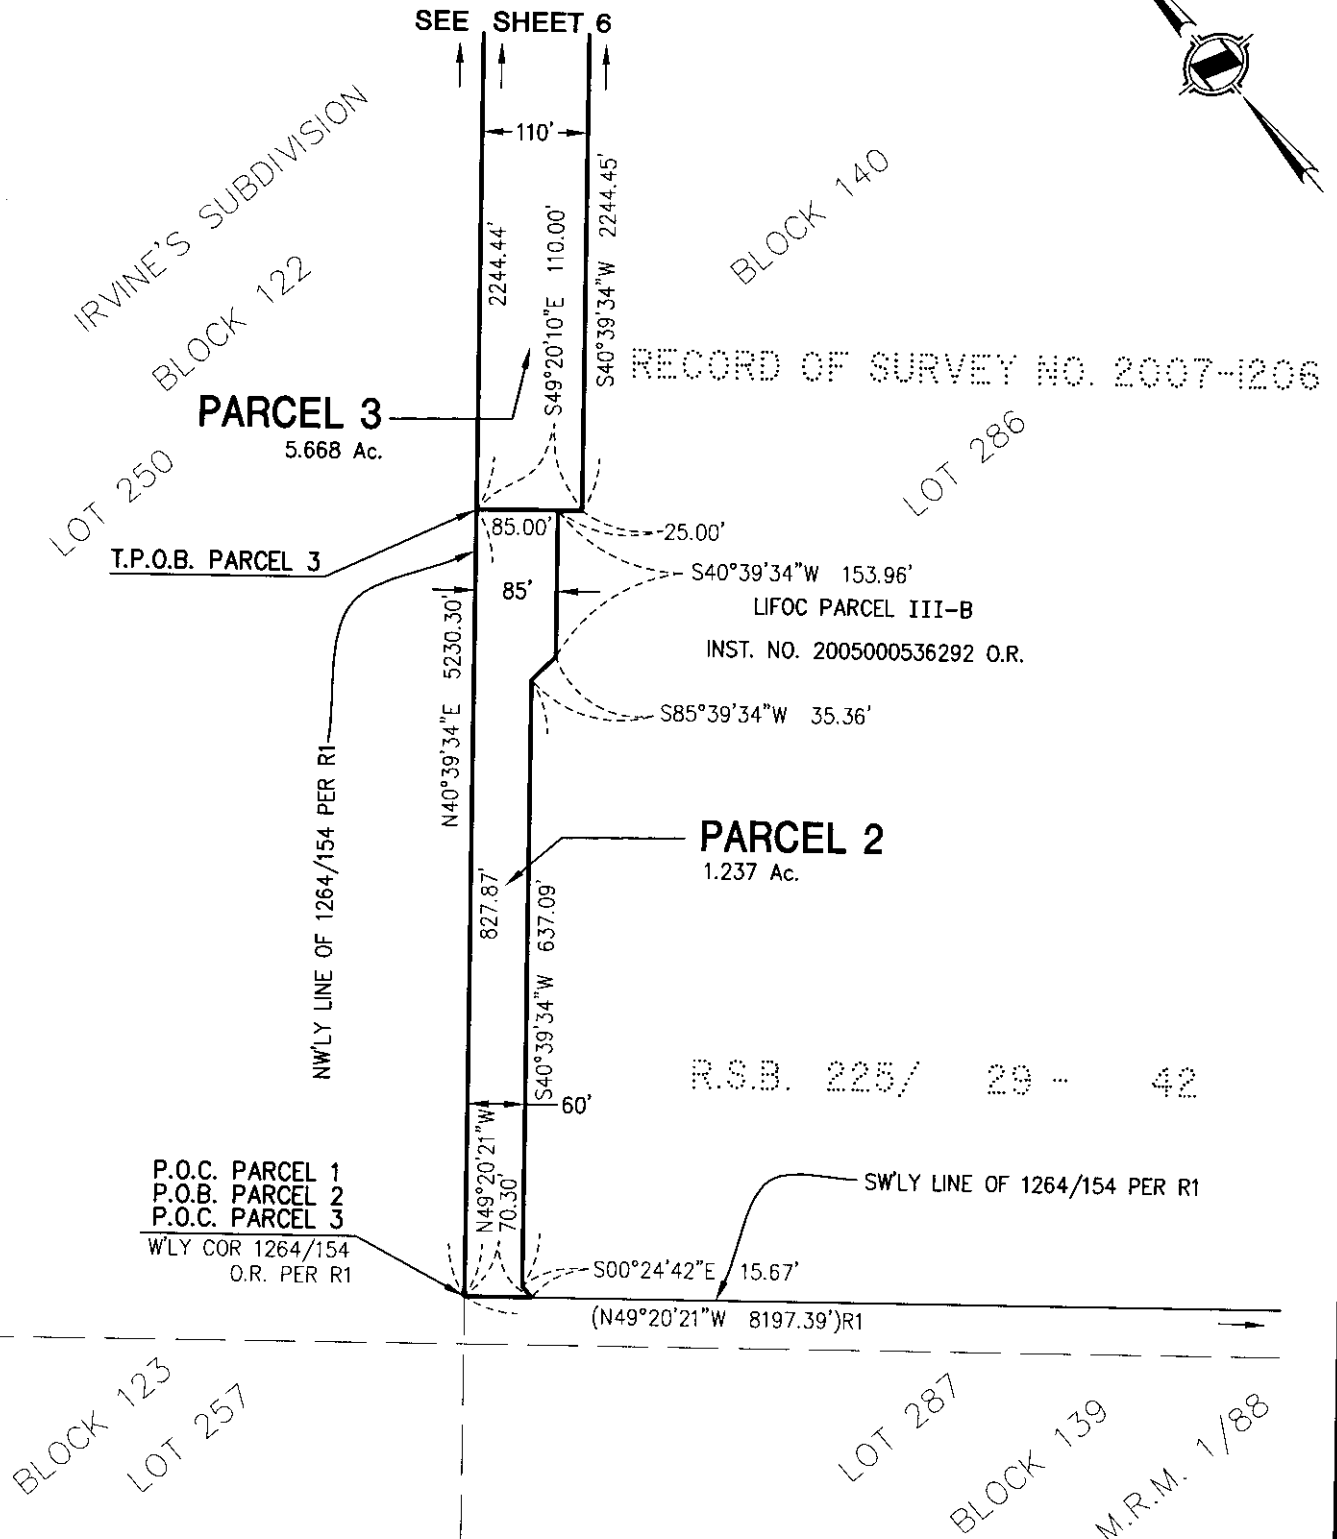 SEE SHEET 6
110'
IRVINE'S SUBDIVISION
BLOCK 122
BLOCK 140
2244.44'
S49°20'10"E 110.00'
S40°39'34"W 2244.45'
RECORD OF SURVEY NO. 2007-1206
PARCEL 3
5.668 Ac.
LOT 250
LOT 286
85.00'
25.00'
T.P.O.B. PARCEL 3
S40°39'34"W 153.96'
85'
LIFOC PARCEL III-B
INST. NO. 2005000536292 O.R.
N40°39'34"E 5230.30'
S85°39'34"W 35.36'
NW'LY LINE OF 1264/154 PER R1
PARCEL 2
1.237 Ac.
827.87'
S40°39'34"W 637.09'
R.S.B. 225/ 29 - 42
60'
N49°20'21"W
70.30'
P.O.C. PARCEL 1
P.O.B. PARCEL 2
P.O.C. PARCEL 3
W'LY COR 1264/154
O.R. PER R1
SW'LY LINE OF 1264/154 PER R1
S00°24'42"E 15.67'
(N49°20'21"W 8197.39')R1
BLOCK 123
LOT 257
LOT 287
BLOCK 139
M.R.M. 1/88